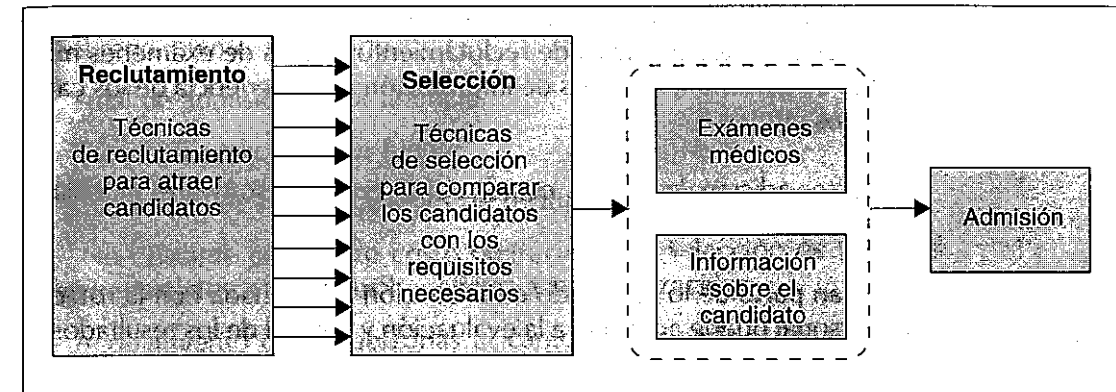 Reclutamiento
Técnicas
de reclutamiento
para atraer
candidatos
Selección
Técnicas
de selección
para comparar
los candidatos
con los
requisitos
necesarios
Exámenes
médicos
Información
sobre el
candidato
Admisión